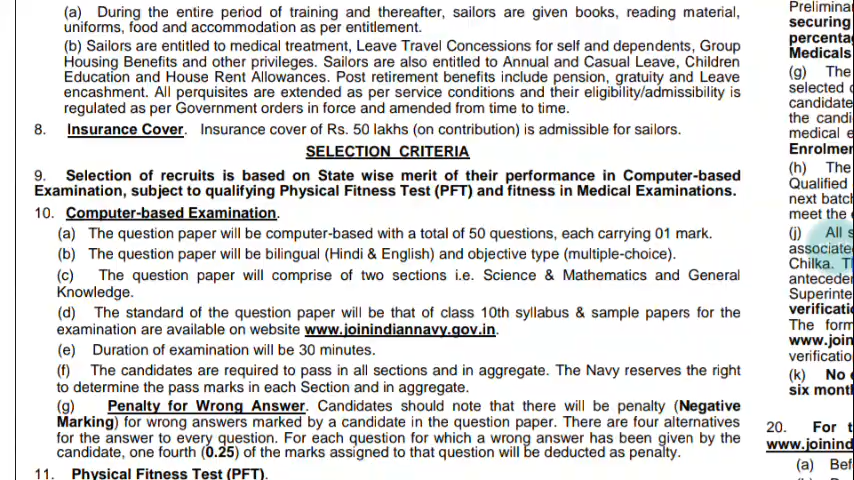 (a) During the entire period of training and thereafter, sailors are given books, reading material,
uniforms, food and accommodation as per entitlement.
(b) Sailors are entitled to medical treatment, Leave Travel Concessions for self and dependents, Group
Housing Benefits and other privileges. Sailors are also entitled to Annual and Casual Leave, Children
Education and House Rent Allowances. Post retirement benefits include pension, gratuity and Leave
encashment. All perquisites are extended as per service conditions and their eligibility/admissibility is
regulated as per Government orders in force and amended from time to time.
8. Insurance Cover. Insurance cover of Rs. 50 lakhs (on contribution) is admissible for sailors.
SELECTION CRITERIA
9. Selection of recruits is based on State wise merit of their performance in Computer-based
Examination, subject to qualifying Physical Fitness Test (PFT) and fitness in Medical Examinations.
10. Computer-based Examination.
(a) The question paper will be computer-based with a total of 50 questions, each carrying 01 mark.
(b) The question paper will be bilingual (Hindi & English) and objective type (multiple-choice).
(c) The question paper will comprise of two sections i.e. Science & Mathematics and General
Knowledge.
(d) The standard of the question paper will be that of class 10th syllabus & sample papers for the
examination are available on website www.joinindiannavy.gov.in.
(e) Duration of examination will be 30 minutes.
(f) The candidates are required to pass in all sections and in aggregate. The Navy reserves the right
to determine the pass marks in each Section and in aggregate.
(g) Penalty for Wrong Answer. Candidates should note that there will be penalty (Negative
Marking) for wrong answers marked by a candidate in the question paper. There are four alternatives
for the answer to every question. For each question for which a wrong answer has been given by the
candidate, one fourth (0.25) of the marks assigned to that question will be deducted as penalty.
11. Physical Fitness Test (PFT).
securing
Medicals
(g) The
selected
candidate
the
medical
(h) The
Qualified
next
meet the
(j) All
Chilka.
The form
(k) No
20. For
(a)